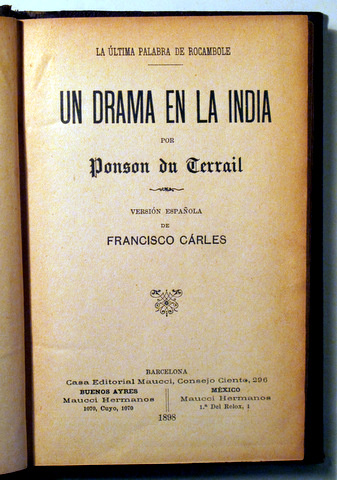 LA ÚLTIMA PALABRA DE ROCAMBOLE
UN DRAMA EN LA INDIA
POR
Ponson du Terrail
VERSIÓN ESPAÑOLA
DE
FRANCISCO CÁRLES
BARCELONA
Casa Editorial Maucci, Consejo Ciento, 296
BUENOS AYRES
Maucci Hermanos
1070, Cuyo, 1070
MÉXICO
Maucci Hermanos
1.ª Del Relox, 1
1898